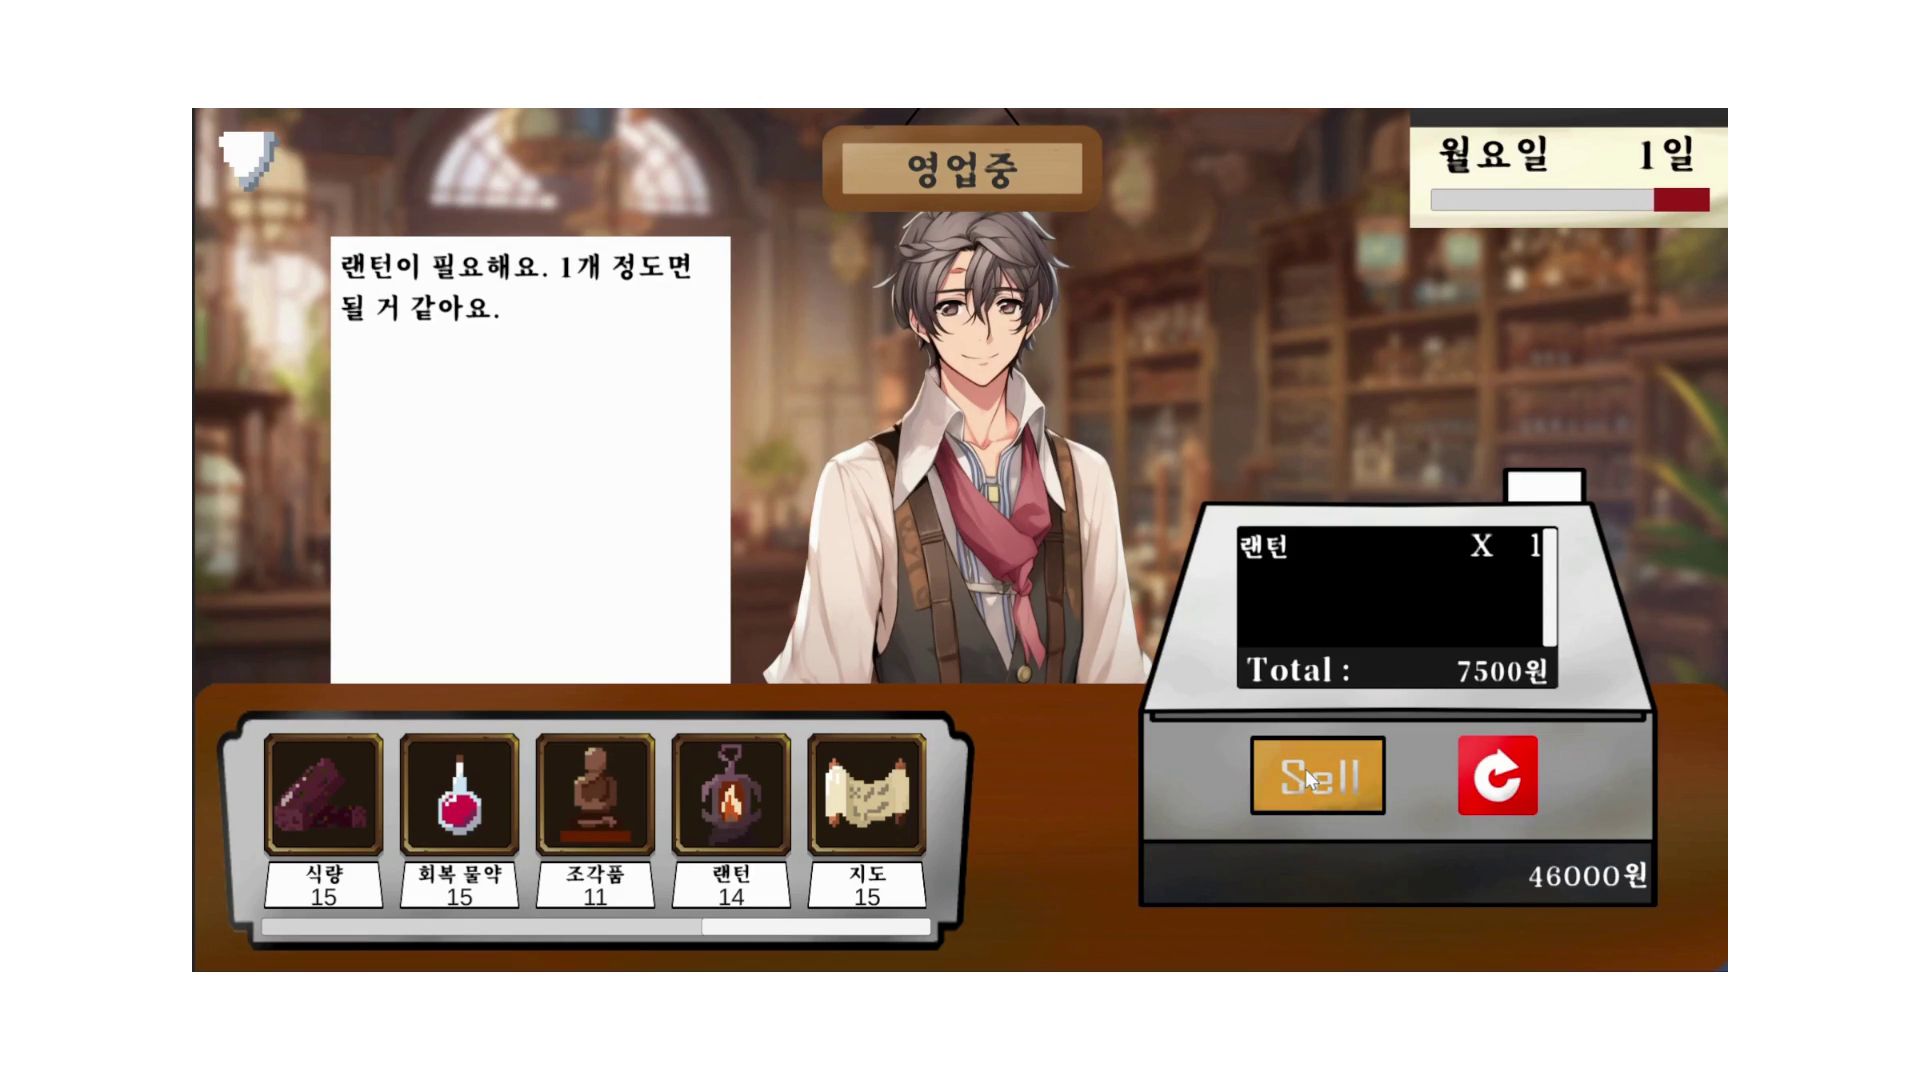 영업중
월요일 1일
랜턴이 필요해요. 1개 정도면
될 거 같아요.
랜턴 X 1
Total : 7500원
Sell
46000원
식량 회복 물약 조각품 랜턴 지도
15 15 11 14 15